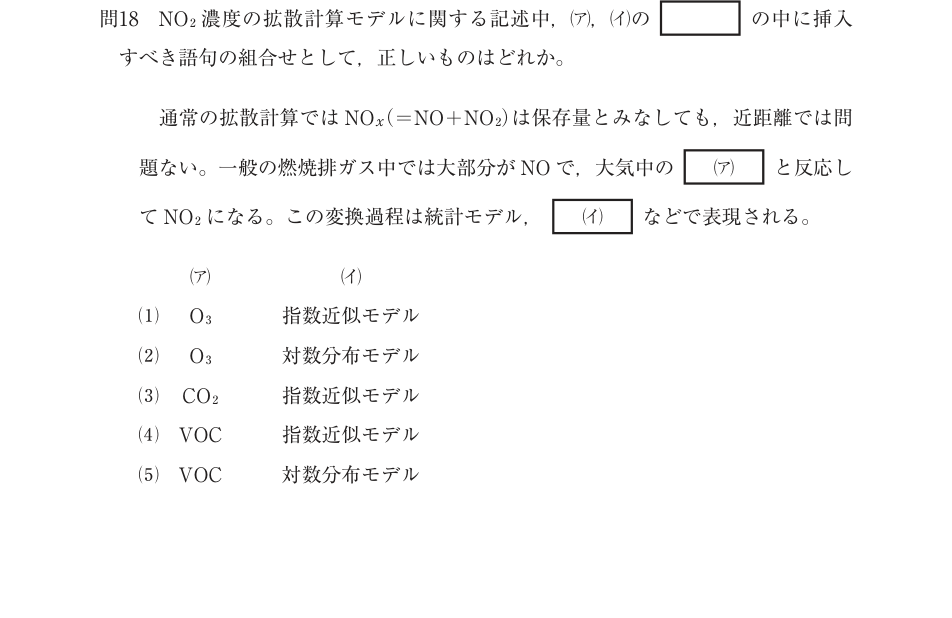 問18　NO₂ 濃度の拡散計算モデルに関する記述中，㋐，㋑の　　　の中に挿入
すべき語句の組合せとして，正しいものはどれか。
通常の拡散計算では NOx(＝NO＋NO₂)は保存量とみなしても，近距離では問
題ない。一般の燃焼排ガス中では大部分が NO で，大気中の (ア) と反応し
て NO₂ になる。この変換過程は統計モデル， (イ) などで表現される。
(ア)　(イ)
(1)　O₃　指数近似モデル
(2)　O₃　対数分布モデル
(3)　CO₂　指数近似モデル
(4)　VOC　指数近似モデル
(5)　VOC　対数分布モデル